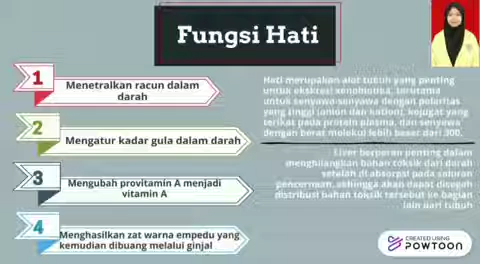 Fungsi Hati
1
Menetralkan racun dalam
darah
2
Mengatur kadar gula dalam darah
3
Mengubah provitamin A menjadi
vitamin A
4
Menghasilkan zat warna empedu yang
kemudian dibuang melalui ginjal
Hati merupakan alat tubuh yang penting
untuk ekskresi xenobiotika, terutama
untuk senyawa-senyawa dengan polaritas
yang tinggi (anion dan kation), kojugat yang
terikat pada protein plasma, dan senyawa
dengan berat molekul lebih besar dari 300.
Liver berperan penting dalam
menghilangkan bahan toksik dari darah
setelah di absorpsi pada saluran
pencernaan, sehingga akan dapat dicegah
distribusi bahan toksik tersebut ke bagian
lain dari tubuh
CREATED USING
POWTOON